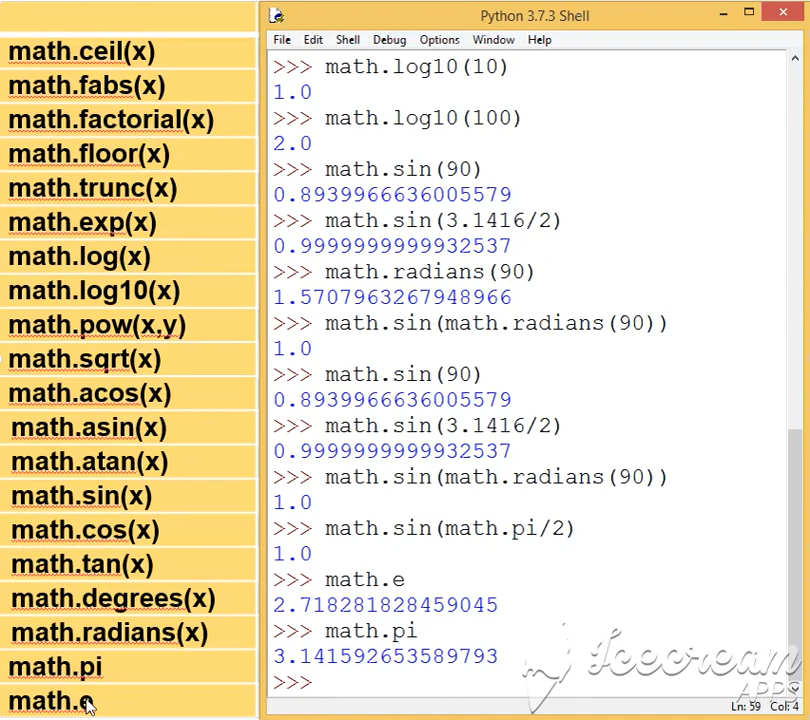 math.ceil(x)
math.fabs(x)
math.factorial(x)
math.floor(x)
math.trunc(x)
math.exp(x)
math.log(x)
math.log10(x)
math.pow(x,y)
math.sqrt(x)
math.acos(x)
math.asin(x)
math.atan(x)
math.sin(x)
math.cos(x)
math.tan(x)
math.degrees(x)
math.radians(x)
math.pi
math.e
Python 3.7.3 Shell
File Edit Shell Debug Options Window Help
>>> math.log10(10)
1.0
>>> math.log10(100)
2.0
>>> math.sin(90)
0.8939966636005579
>>> math.sin(3.1416/2)
0.9999999999932537
>>> math.radians(90)
1.5707963267948966
>>> math.sin(math.radians(90))
1.0
>>> math.sin(90)
0.8939966636005579
>>> math.sin(3.1416/2)
0.9999999999932537
>>> math.sin(math.radians(90))
1.0
>>> math.sin(math.pi/2)
1.0
>>> math.e
2.718281828459045
>>> math.pi
3.141592653589793
>>>
Icecream
APPS
Ln: 59 Col: 4